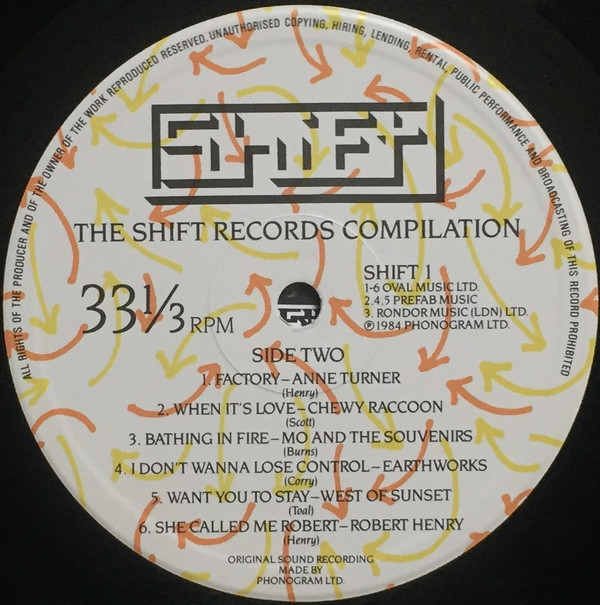 ALL RIGHTS OF THE PRODUCER AND OF THE OWNER OF THE WORK REPRODUCED RESERVED. UNAUTHORISED COPYING, HIRING, LENDING, RENTAL, PUBLIC PERFORMANCE AND BROADCASTING OF THIS RECORD PROHIBITED
SHIFT
THE SHIFT RECORDS COMPILATION
33 1/3 RPM
SHIFT 1
1-6 OVAL MUSIC LTD.
2.4.5 PREFAB MUSIC
3. RONDOR MUSIC (LDN) LTD.
℗ 1984 PHONOGRAM LTD.
SIDE TWO
1. FACTORY – ANNE TURNER
(Henry)
2. WHEN IT'S LOVE – CHEWY RACCOON
(Scott)
3. BATHING IN FIRE – MO AND THE SOUVENIRS
(Burns)
4. I DON'T WANNA LOSE CONTROL – EARTHWORKS
(Corry)
5. WANT YOU TO STAY – WEST OF SUNSET
(Toal)
6. SHE CALLED ME ROBERT – ROBERT HENRY
(Henry)
ORIGINAL SOUND RECORDING
MADE BY
PHONOGRAM LTD.